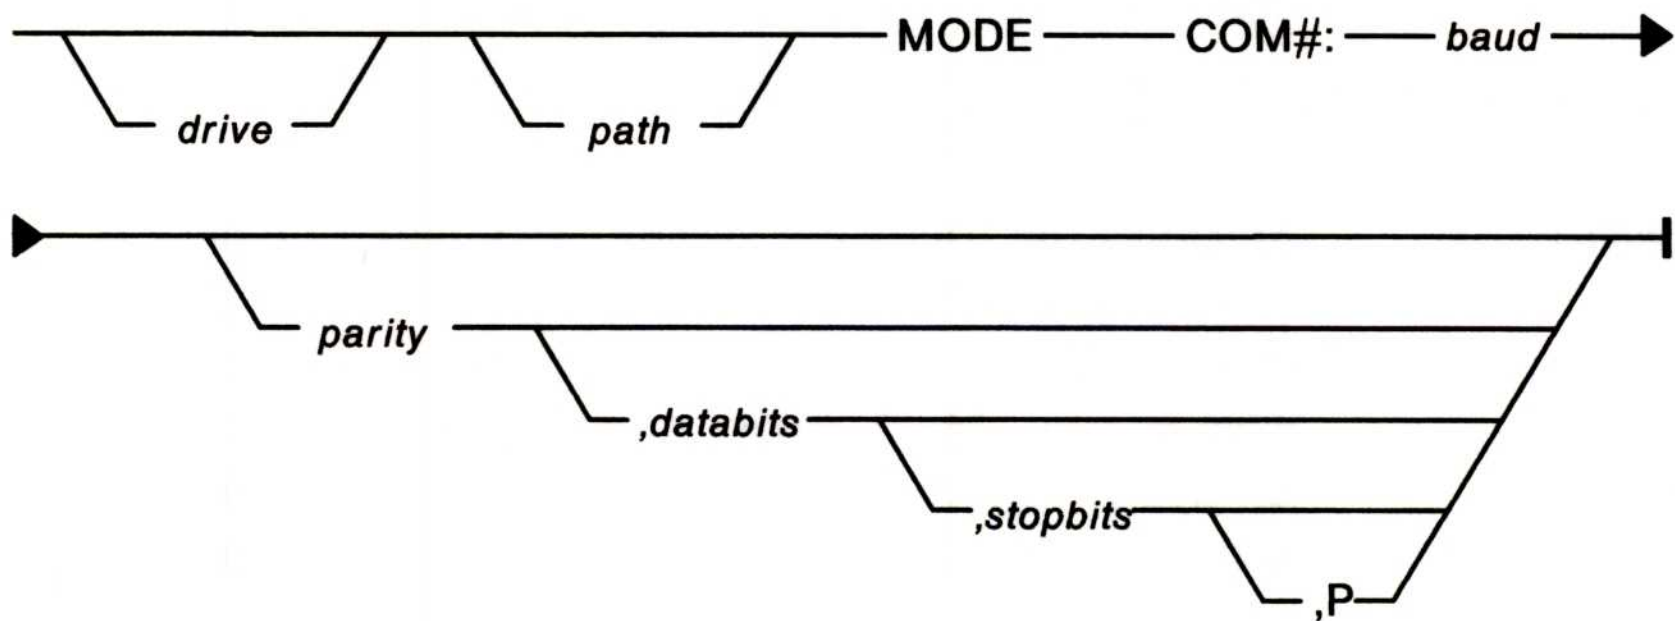 MODE COM#: baud
drive path
parity
,databits
,stopbits
,P